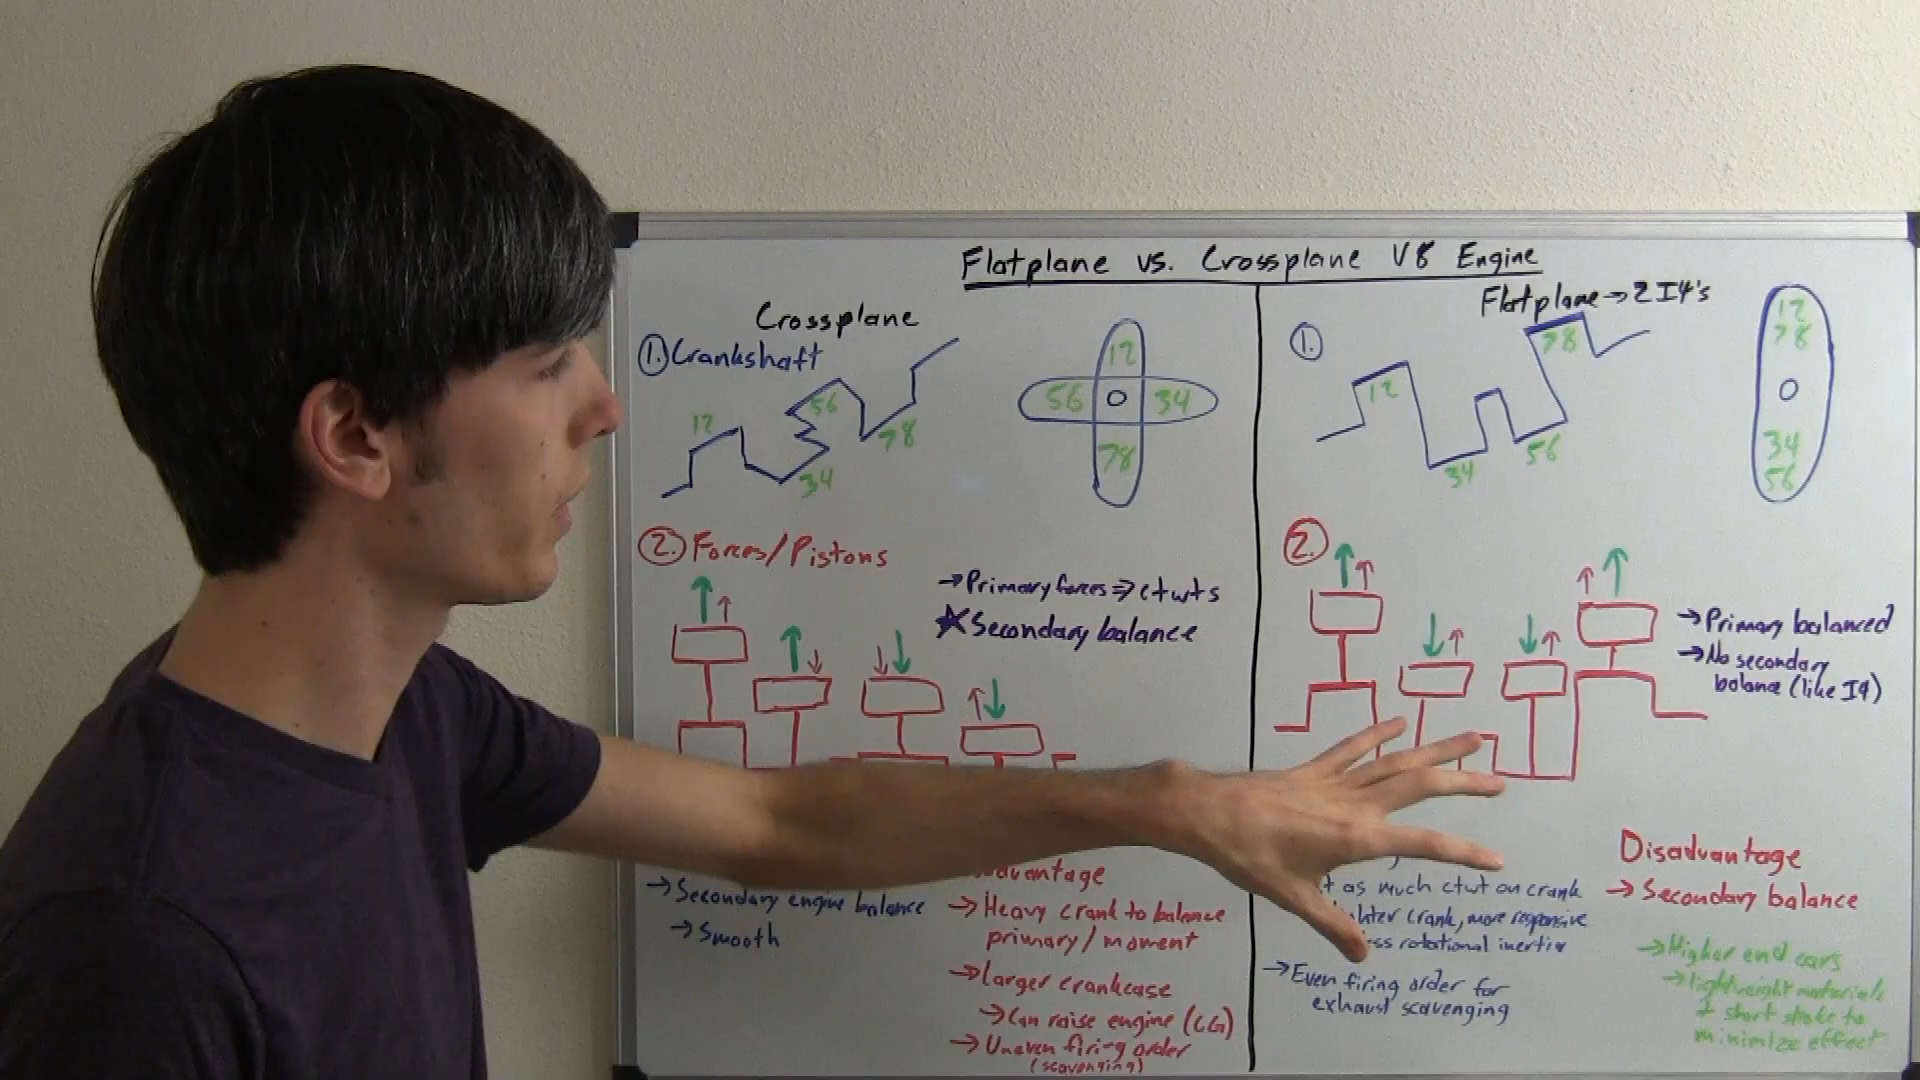 Flatplane vs. Crossplane V8 Engine
Crossplane
1. Crankshaft
12
56
34
78
12
56 0 34
78
2. Forces/Pistons
→Primary forces ⇒ ctwts
★Secondary balance
→Secondary engine balance
→Smooth
→Heavy crank to balance
primary/moment
→Larger crankcase
→Can raise engine (CG)
→Uneven firing order
(scavenging)
Flatplane→2 I4's
1.
12
78
34
56
12
78
0
34
56
2.
→Primary balanced
→No secondary
balance (like I4)
as much ctwt on crank
crank, more responsive
rotational inertia
→Even firing order for
exhaust scavenging
Disadvantage
→Secondary balance
→Higher end cars
→lightweight materials
+ short stroke to
minimize effect